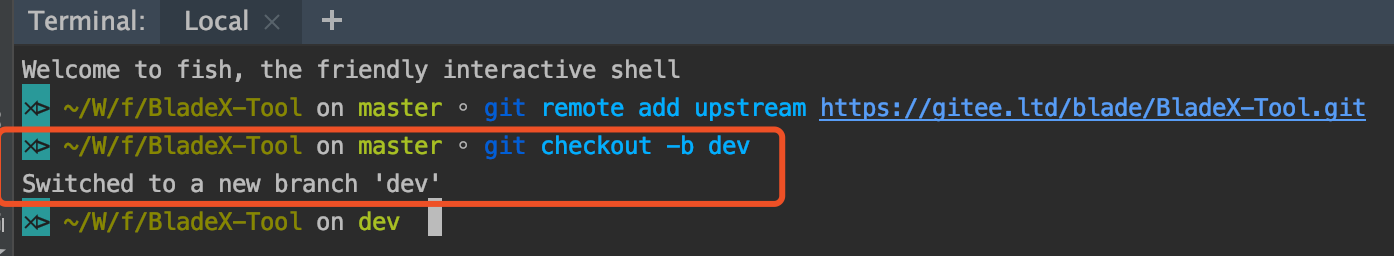 Terminal: Local × +
Welcome to fish, the friendly interactive shell
~/W/f/BladeX-Tool on master ∘ git remote add upstream https://gitee.ltd/blade/BladeX-Tool.git
~/W/f/BladeX-Tool on master ∘ git checkout -b dev
Switched to a new branch 'dev'
~/W/f/BladeX-Tool on dev